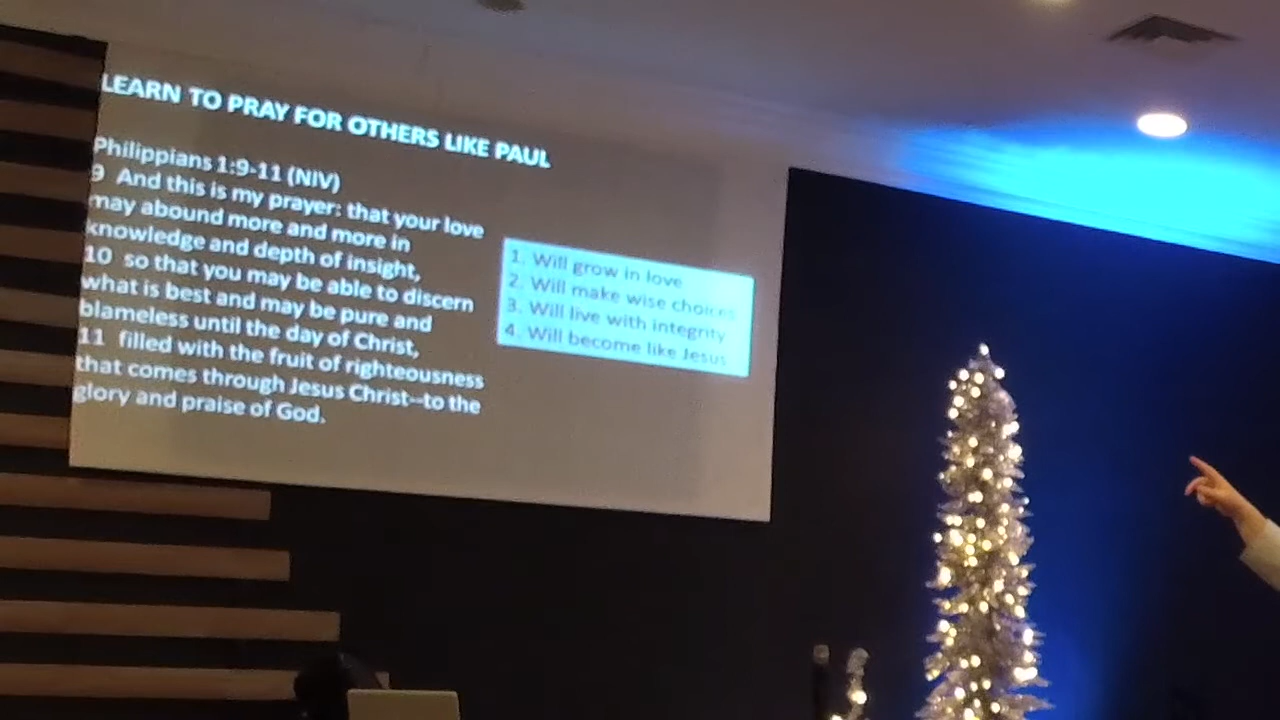 LEARN TO PRAY FOR OTHERS LIKE PAUL
Philippians 1:9-11 (NIV)
9 And this is my prayer: that your love
may abound more and more in
knowledge and depth of insight,
10 so that you may be able to discern
what is best and may be pure and
blameless until the day of Christ,
11 filled with the fruit of righteousness
that comes through Jesus Christ--to the
glory and praise of God.
1. Will grow in love
2. Will make wise choices
3. Will live with integrity
4. Will become like Jesus